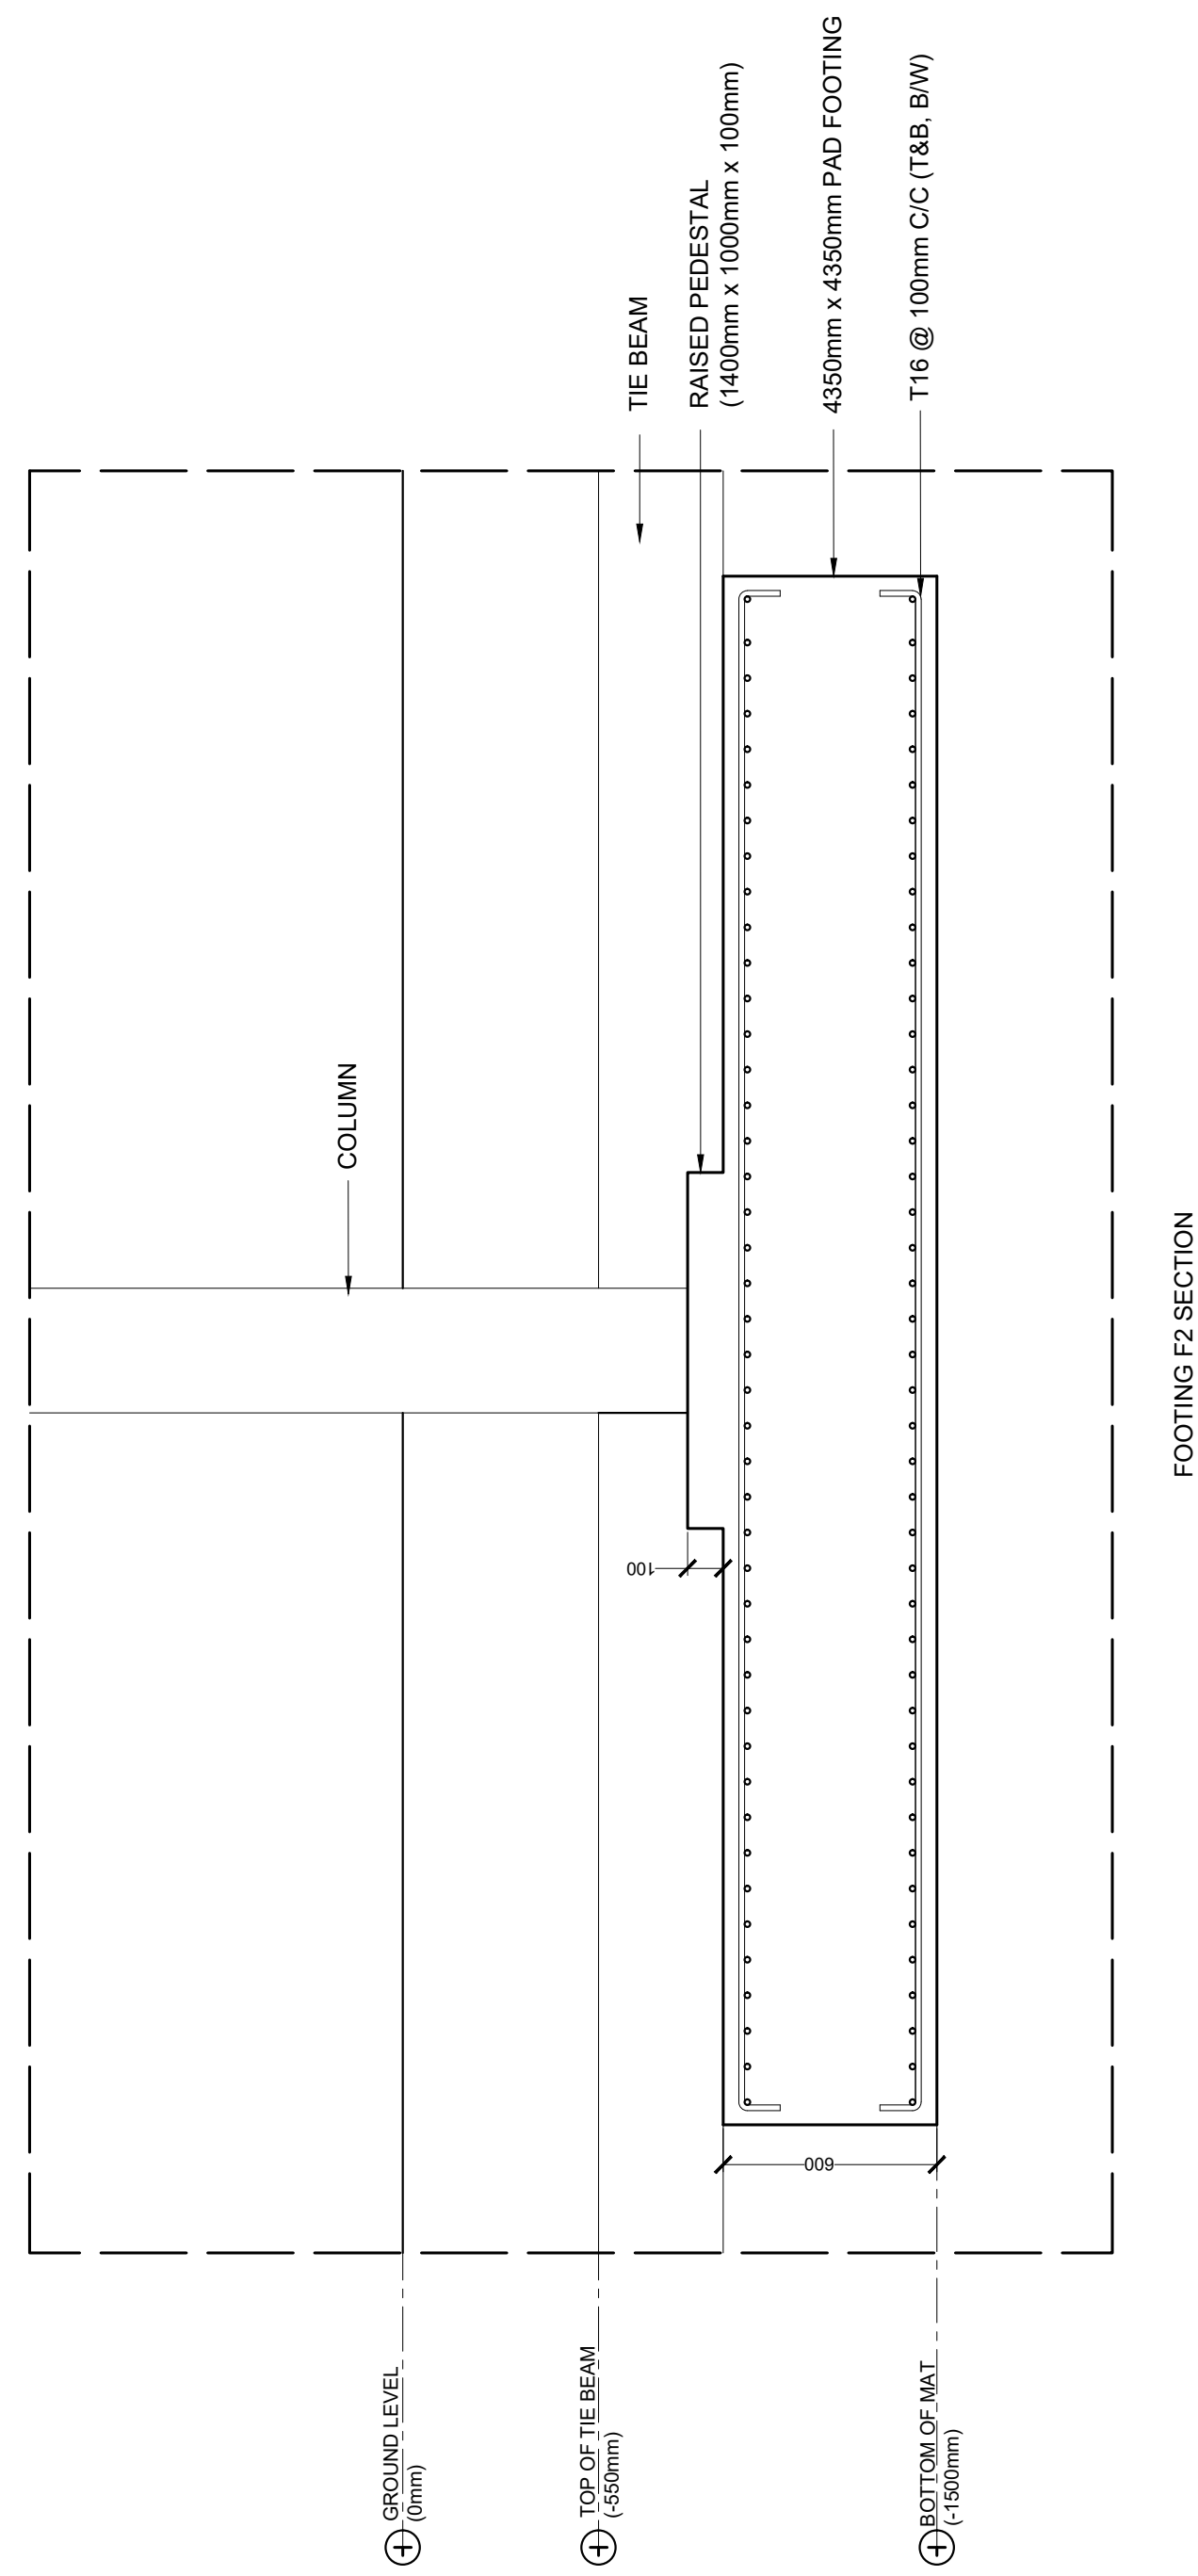 COLUMN
TIE BEAM
RAISED PEDESTAL
(1400mm x 1000mm x 100mm)
4350mm x 4350mm PAD FOOTING
T16 @ 100mm C/C (T&B, B/W)
100
600
GROUND LEVEL
(0mm)
TOP OF TIE BEAM
(-550mm)
BOTTOM OF MAT
(-1500mm)
FOOTING F2 SECTION